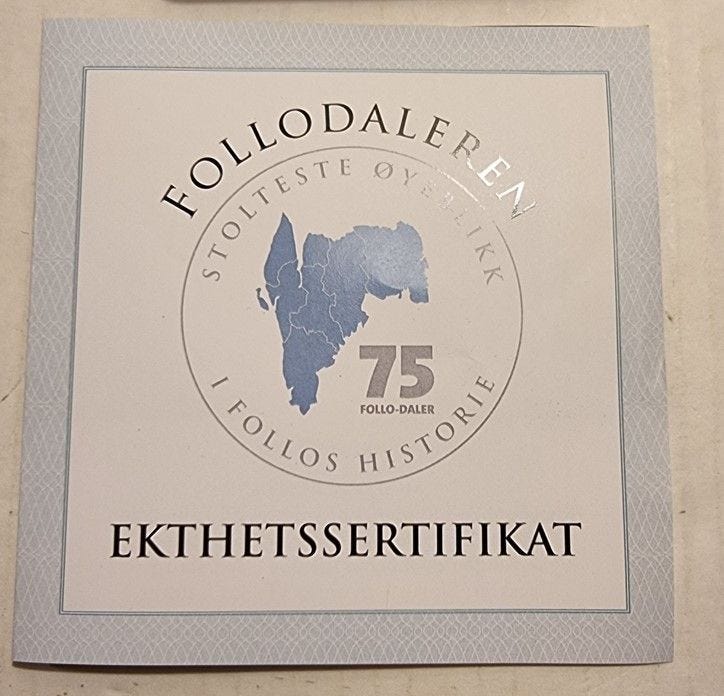 FOLLODALEREN
STOLTESTE ØYEBLIKK
75
FOLLO-DALER
I FOLLOS HISTORIE
EKTHETSSERTIFIKAT